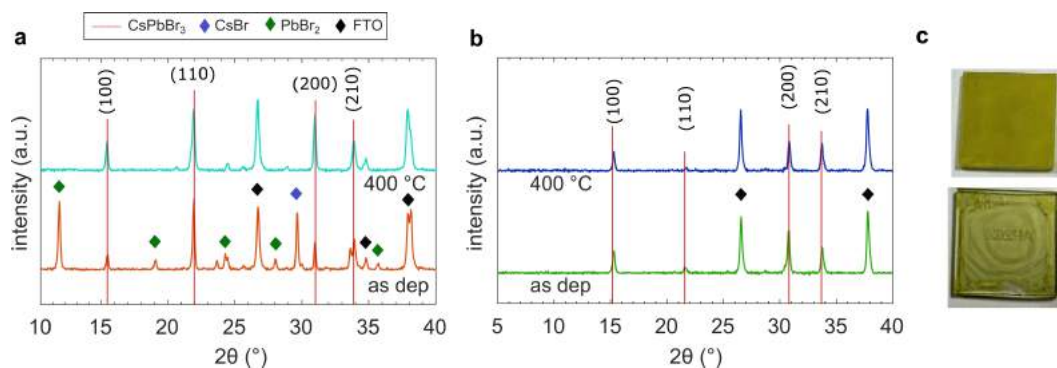 CsPbBr₃ CsBr PbBr₂ FTO
a
(100)
(110)
(200)
(210)
400 °C
as dep
intensity (a.u.)
10 15 20 25 30 35 40
2θ (°)
b
(100)
(110)
(200)
(210)
400 °C
as dep
intensity (a.u.)
5 10 15 20 25 30 35 40
2θ (°)
c